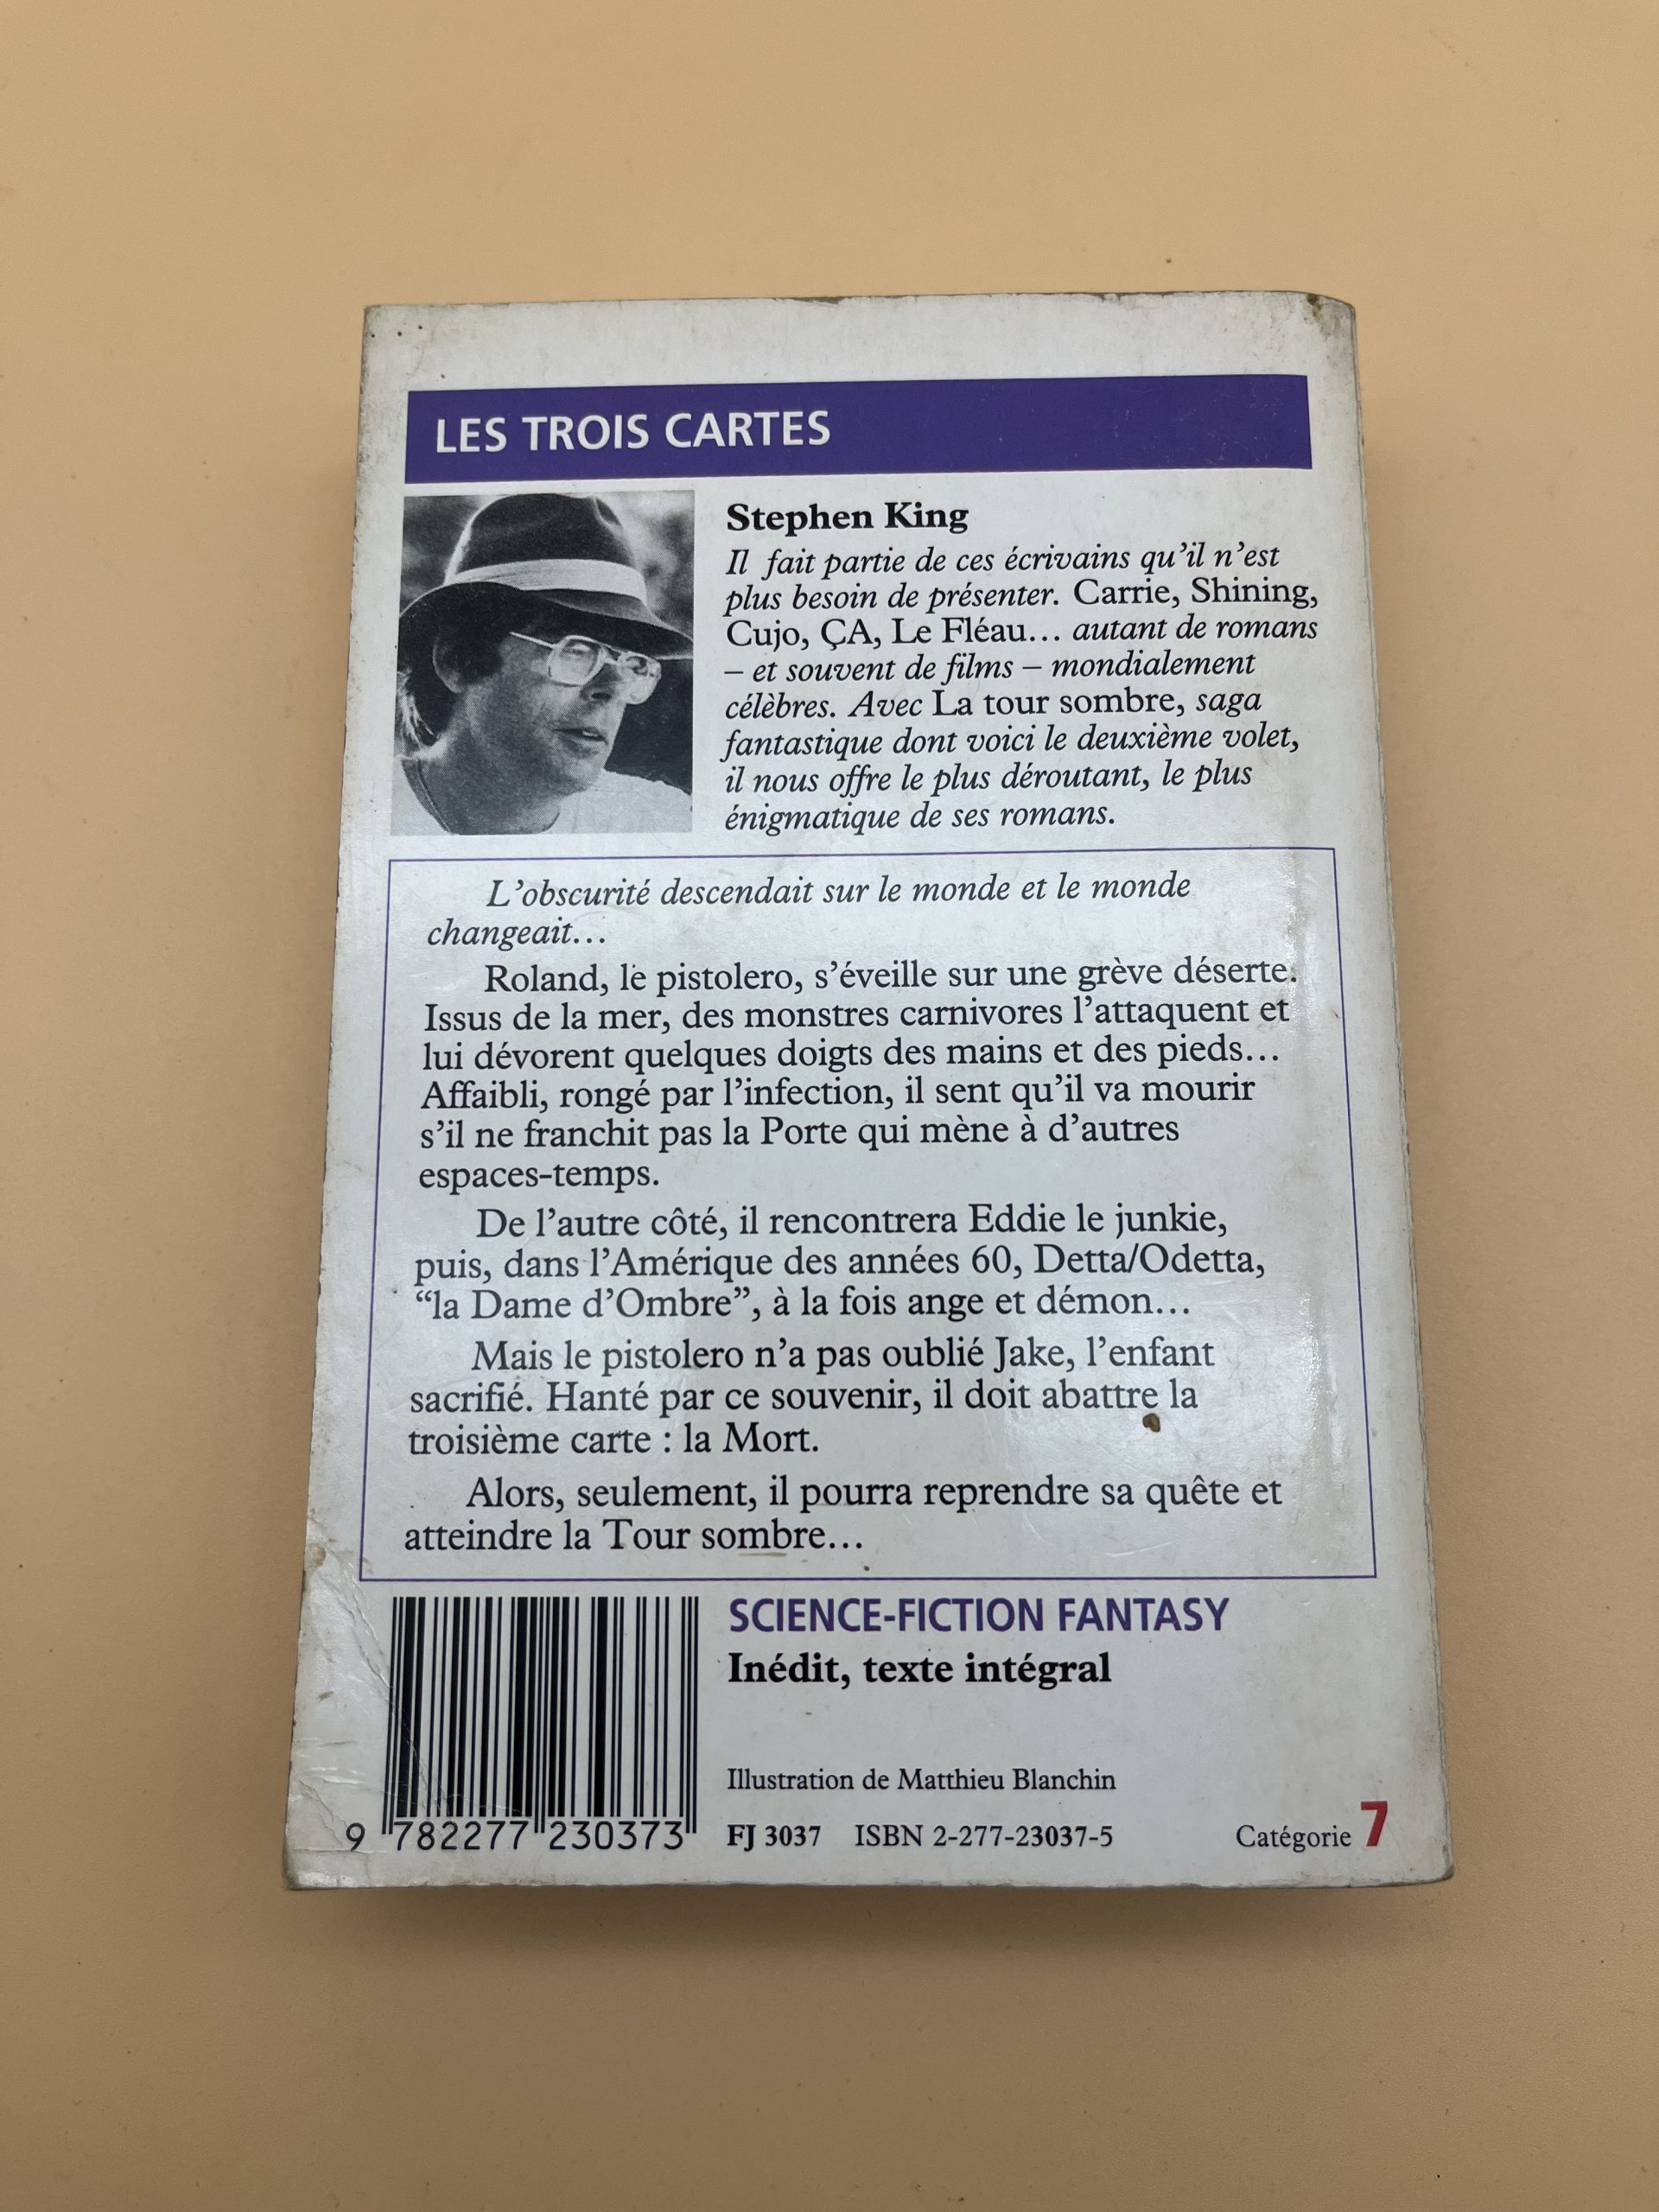 LES TROIS CARTES
Stephen King
Il fait partie de ces écrivains qu'il n'est
plus besoin de présenter. Carrie, Shining,
Cujo, ÇA, Le Fléau... autant de romans
– et souvent de films – mondialement
célèbres. Avec La tour sombre, saga
fantastique dont voici le deuxième volet,
il nous offre le plus déroutant, le plus
énigmatique de ses romans.
L'obscurité descendait sur le monde et le monde
changeait...
Roland, le pistolero, s'éveille sur une grève déserte.
Issus de la mer, des monstres carnivores l'attaquent et
lui dévorent quelques doigts des mains et des pieds...
Affaibli, rongé par l'infection, il sent qu'il va mourir
s'il ne franchit pas la Porte qui mène à d'autres
espaces-temps.
De l'autre côté, il rencontrera Eddie le junkie,
puis, dans l'Amérique des années 60, Detta/Odetta,
“la Dame d'Ombre”, à la fois ange et démon...
Mais le pistolero n'a pas oublié Jake, l'enfant
sacrifié. Hanté par ce souvenir, il doit abattre la
troisième carte : la Mort.
Alors, seulement, il pourra reprendre sa quête et
atteindre la Tour sombre...
SCIENCE-FICTION FANTASY
Inédit, texte intégral
Illustration de Matthieu Blanchin
9 782277 230373
FJ 3037 ISBN 2-277-23037-5
Catégorie 7